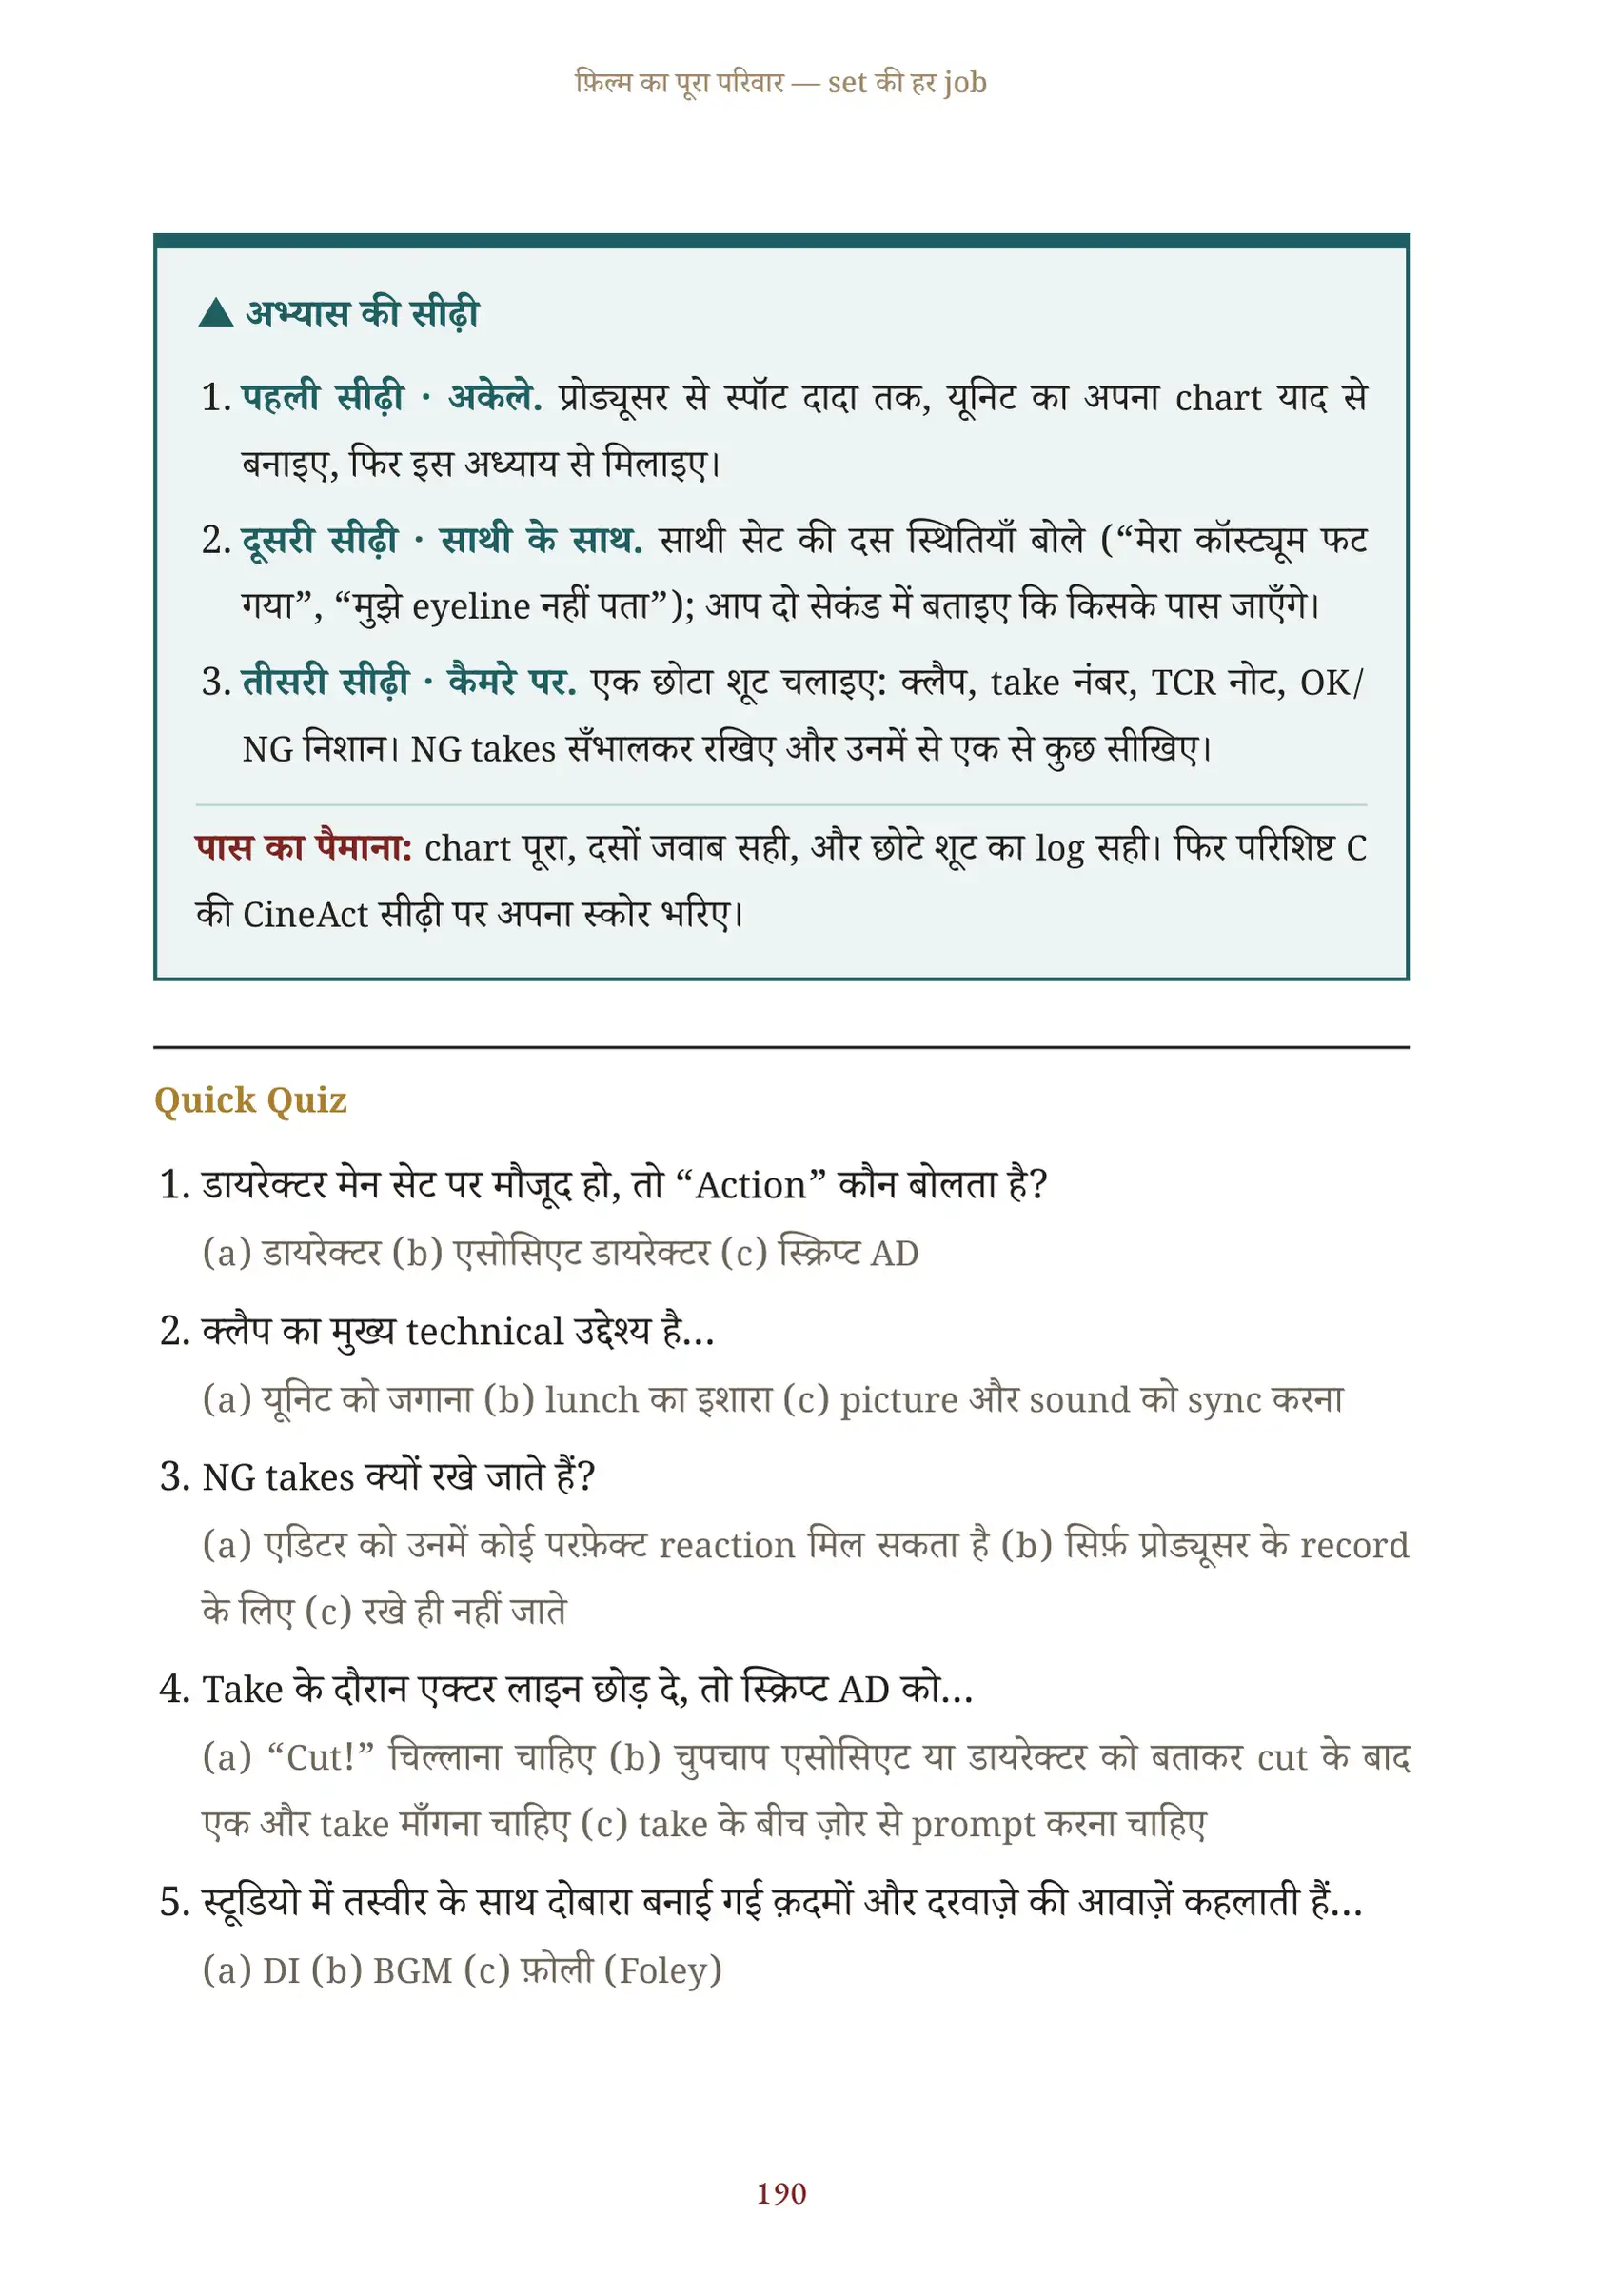 फ़िल्म का पूरा परिवार — set की हर job
▲ अभ्यास की सीढ़ी
1. पहली सीढ़ी · अकेले. प्रोड्यूसर से स्पॉट दादा तक, यूनिट का अपना chart याद से
बनाइए, फिर इस अध्याय से मिलाइए।
2. दूसरी सीढ़ी · साथी के साथ. साथी सेट की दस स्थितियाँ बोले (“मेरा कॉस्ट्यूम फट
गया”, “मुझे eyeline नहीं पता”); आप दो सेकंड में बताइए कि किसके पास जाएँगे।
3. तीसरी सीढ़ी · कैमरे पर. एक छोटा शूट चलाइए: क्लैप, take नंबर, TCR नोट, OK/
NG निशान। NG takes सँभालकर रखिए और उनमें से एक से कुछ सीखिए।
पास का पैमाना: chart पूरा, दसों जवाब सही, और छोटे शूट का log सही। फिर परिशिष्ट C
की CineAct सीढ़ी पर अपना स्कोर भरिए।
Quick Quiz
1. डायरेक्टर मेन सेट पर मौजूद हो, तो “Action” कौन बोलता है?
(a) डायरेक्टर (b) एसोसिएट डायरेक्टर (c) स्क्रिप्ट AD
2. क्लैप का मुख्य technical उद्देश्य है…
(a) यूनिट को जगाना (b) lunch का इशारा (c) picture और sound को sync करना
3. NG takes क्यों रखे जाते हैं?
(a) एडिटर को उनमें कोई परफ़ेक्ट reaction मिल सकता है (b) सिर्फ़ प्रोड्यूसर के record
के लिए (c) रखे ही नहीं जाते
4. Take के दौरान एक्टर लाइन छोड़ दे, तो स्क्रिप्ट AD को…
(a) “Cut!” चिल्लाना चाहिए (b) चुपचाप एसोसिएट या डायरेक्टर को बताकर cut के बाद
एक और take माँगना चाहिए (c) take के बीच ज़ोर से prompt करना चाहिए
5. स्टूडियो में तस्वीर के साथ दोबारा बनाई गई क़दमों और दरवाज़े की आवाज़ें कहलाती हैं…
(a) DI (b) BGM (c) फ़ोली (Foley)
190